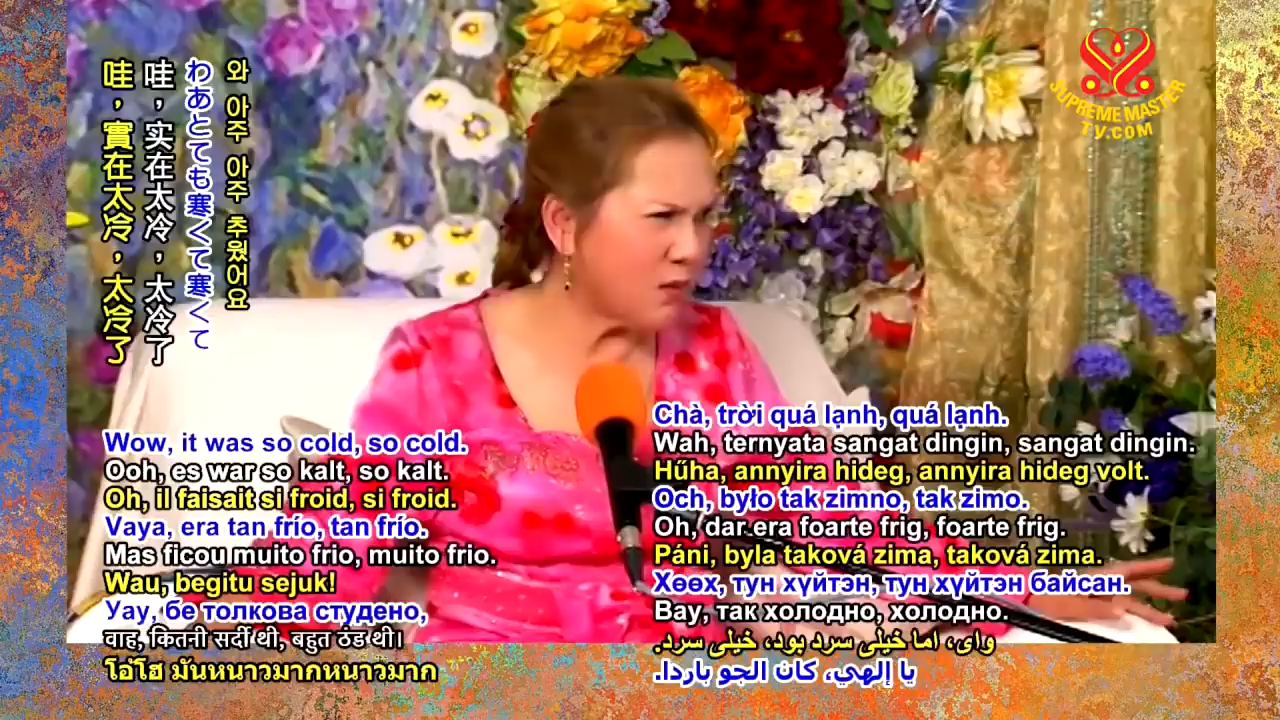 哇，實在太冷，太冷了
哇，实在太冷，太冷了
わあとても寒くて寒くて
와 아주 아주 추웠어요
SUPREME MASTER
TV.COM
Wow, it was so cold, so cold.
Ooh, es war so kalt, so kalt.
Oh, il faisait si froid, si froid.
Vaya, era tan frío, tan frío.
Mas ficou muito frio, muito frio.
Wau, begitu sejuk!
Уау, бе толкова студено,
वाह, कितनी सर्दी थी, बहुत ठंड थी।
โอ้โฮ มันหนาวมากหนาวมาก
Chà, trời quá lạnh, quá lạnh.
Wah, ternyata sangat dingin, sangat dingin.
Hűha, annyira hideg, annyira hideg volt.
Och, było tak zimno, tak zimo.
Oh, dar era foarte frig, foarte frig.
Páni, byla taková zima, taková zima.
Хөөх, тун хүйтэн, тун хүйтэн байсан.
Вау, так холодно, холодно.
وای، اما خیلی سرد بود، خیلی سرد.
يا إلهي، كان الجو باردا.